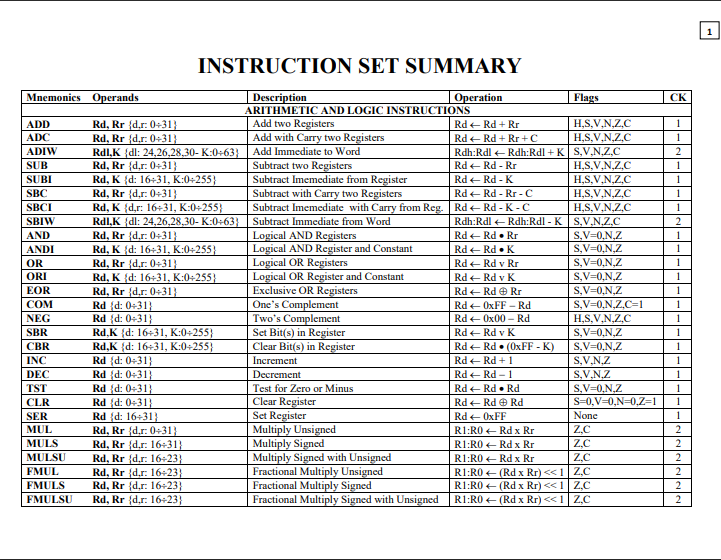 1
INSTRUCTION SET SUMMARY
Mnemonics Operands Description Operation Flags CK
ARITHMETIC AND LOGIC INSTRUCTIONS
ADD Rd, Rr {d,r: 0÷31} Add two Registers Rd ← Rd + Rr H,S,V,N,Z,C 1
ADC Rd, Rr {d,r: 0÷31} Add with Carry two Registers Rd ← Rd + Rr + C H,S,V,N,Z,C 1
ADIW Rdl,K {dl: 24,26,28,30- K:0÷63} Add Immediate to Word Rdh:Rdl ← Rdh:Rdl + K S,V,N,Z,C 2
SUB Rd, Rr {d,r: 0÷31} Subtract two Registers Rd ← Rd - Rr H,S,V,N,Z,C 1
SUBI Rd, K {d: 16÷31, K:0÷255} Subtract Imemediate from Register Rd ← Rd - K H,S,V,N,Z,C 1
SBC Rd, Rr {d,r: 0÷31} Subtract with Carry two Registers Rd ← Rd - Rr - C H,S,V,N,Z,C 1
SBCI Rd, K {d,r: 16÷31, K:0÷255} Subtract Imemediate with Carry from Reg. Rd ← Rd - K - C H,S,V,N,Z,C 1
SBIW Rdl,K {dl: 24,26,28,30- K:0÷63} Subtract Immediate from Word Rdh:Rdl ← Rdh:Rdl - K S,V,N,Z,C 2
AND Rd, Rr {d,r: 0÷31} Logical AND Registers Rd ← Rd • Rr S,V=0,N,Z 1
ANDI Rd, K {d: 16÷31, K:0÷255} Logical AND Register and Constant Rd ← Rd • K S,V=0,N,Z 1
OR Rd, Rr {d,r: 0÷31} Logical OR Registers Rd ← Rd v Rr S,V=0,N,Z 1
ORI Rd, K {d: 16÷31, K:0÷255} Logical OR Register and Constant Rd ← Rd v K S,V=0,N,Z 1
EOR Rd, Rr {d,r: 0÷31} Exclusive OR Registers Rd ← Rd ⊕ Rr S,V=0,N,Z 1
COM Rd {d: 0÷31} One's Complement Rd ← 0xFF – Rd S,V=0,N,Z,C=1 1
NEG Rd {d: 0÷31} Two's Complement Rd ← 0x00 – Rd H,S,V,N,Z,C 1
SBR Rd,K {d: 16÷31, K:0÷255} Set Bit(s) in Register Rd ← Rd v K S,V=0,N,Z 1
CBR Rd,K {d: 16÷31, K:0÷255} Clear Bit(s) in Register Rd ← Rd • (0xFF - K) S,V=0,N,Z 1
INC Rd {d: 0÷31} Increment Rd ← Rd + 1 S,V,N,Z 1
DEC Rd {d: 0÷31} Decrement Rd ← Rd – 1 S,V,N,Z 1
TST Rd {d: 0÷31} Test for Zero or Minus Rd ← Rd • Rd S,V=0,N,Z 1
CLR Rd {d: 0÷31} Clear Register Rd ← Rd ⊕ Rd S=0,V=0,N=0,Z=1 1
SER Rd {d: 16÷31} Set Register Rd ← 0xFF None 1
MUL Rd, Rr {d,r: 0÷31} Multiply Unsigned R1:R0 ← Rd x Rr Z,C 2
MULS Rd, Rr {d,r: 16÷31} Multiply Signed R1:R0 ← Rd x Rr Z,C 2
MULSU Rd, Rr {d,r: 16÷23} Multiply Signed with Unsigned R1:R0 ← Rd x Rr Z,C 2
FMUL Rd, Rr {d,r: 16÷23} Fractional Multiply Unsigned R1:R0 ← (Rd x Rr) << 1 Z,C 2
FMULS Rd, Rr {d,r: 16÷23} Fractional Multiply Signed R1:R0 ← (Rd x Rr) << 1 Z,C 2
FMULSU Rd, Rr {d,r: 16÷23} Fractional Multiply Signed with Unsigned R1:R0 ← (Rd x Rr) << 1 Z,C 2